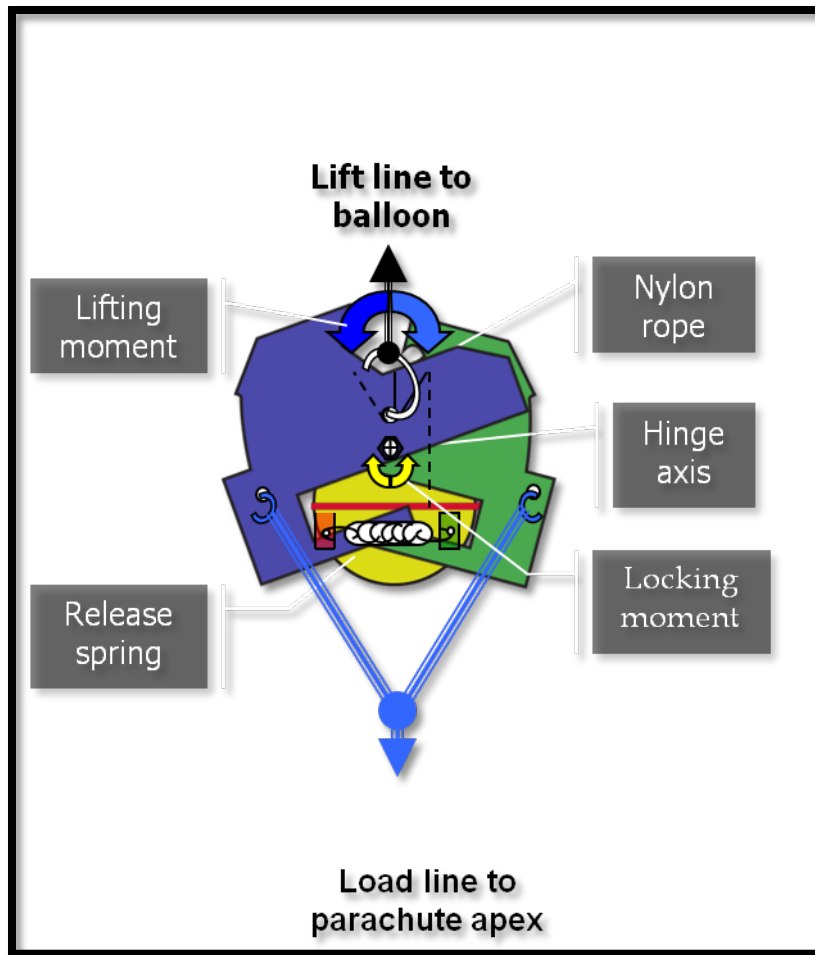 Lift line to
balloon
Lifting
moment
Nylon
rope
Hinge
axis
Locking
moment
Release
spring
Load line to
parachute apex